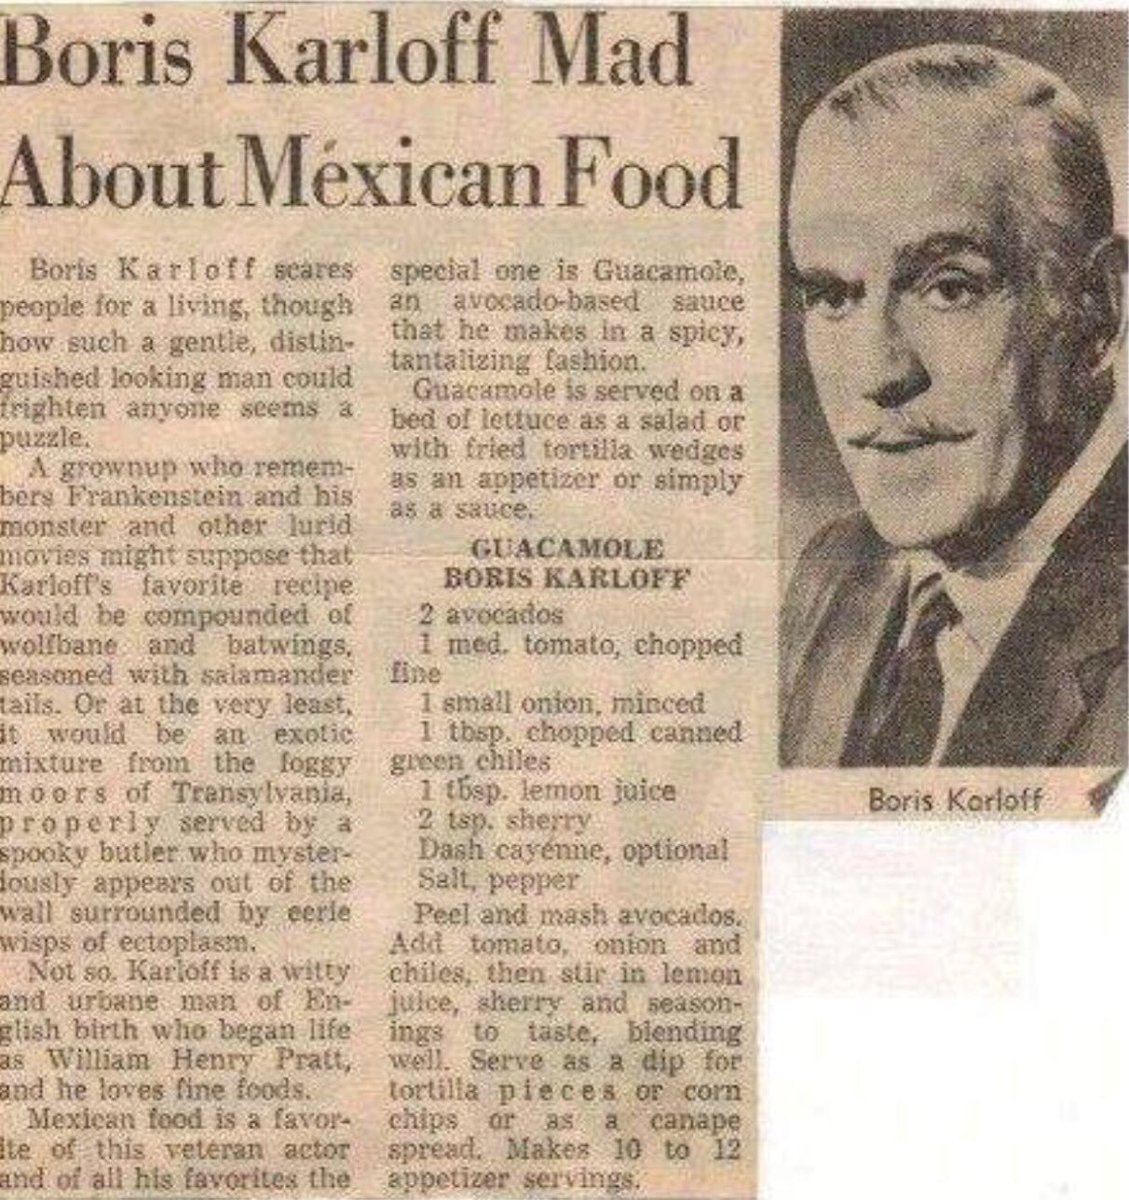 Boris Karloff Mad
About Mexican Food
Boris Karloff scares
people for a living, though
how such a gentle, distin-
guished looking man could
frighten anyone seems a
puzzle.
A grownup who remem-
bers Frankenstein and his
monster and other lurid
movies might suppose that
Karloff's favorite recipe
would be compounded of
wolfbane and batwings,
seasoned with salamander
tails. Or at the very least,
it would be an exotic
mixture from the foggy
moors of Transylvania,
properly served by a
spooky butler who myster-
iously appears out of the
wall surrounded by eerie
wisps of ectoplasm.
Not so. Karloff is a witty
and urbane man of En-
glish birth who began life
as William Henry Pratt,
and he loves fine foods.
Mexican food is a favor-
ite of this veteran actor
and of all his favorites the
special one is Guacamole,
an avocado-based sauce
that he makes in a spicy,
tantalizing fashion.
Guacamole is served on a
bed of lettuce as a salad or
with fried tortilla wedges
as an appetizer or simply
as a sauce.
GUACAMOLE
BORIS KARLOFF
2 avocados
1 med. tomato, chopped
fine
1 small onion, minced
1 tbsp. chopped canned
green chiles
1 tbsp. lemon juice
2 tsp. sherry
Dash cayenne, optional
Salt, pepper
Peel and mash avocados.
Add tomato, onion and
chiles, then stir in lemon
juice, sherry and season-
ings to taste, blending
well. Serve as a dip for
tortilla pieces or corn
chips or as a canape
spread. Makes 10 to 12
appetizer servings.
Boris Karloff